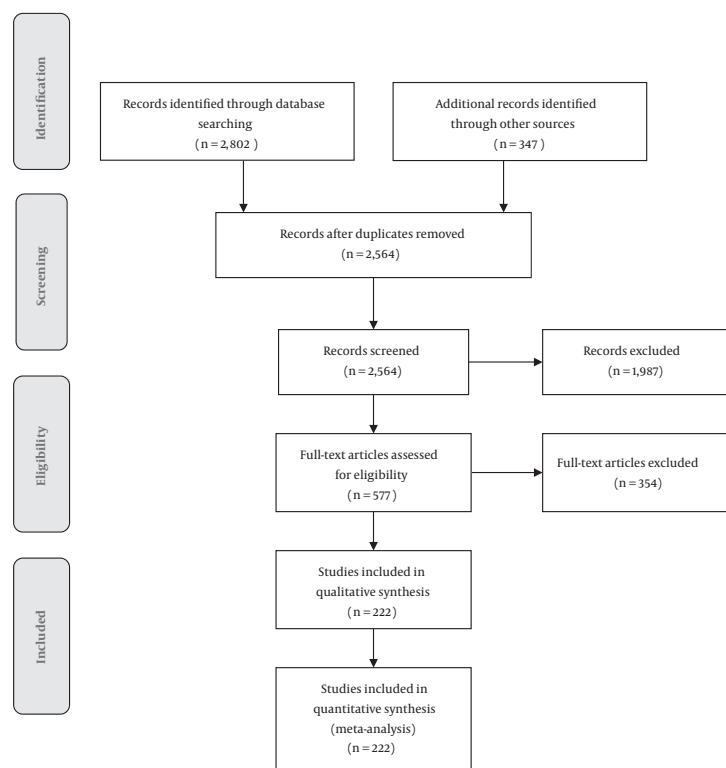 Identification
Records identified through database
searching
(n = 2,802 )
Additional records identified
through other sources
(n = 347 )
Screening
Records after duplicates removed
(n = 2,564)
Records screened
(n = 2,564)
Records excluded
(n =1,987)
Eligibility
Full-text articles assessed
for eligibility
(n = 577)
Full-text articles excluded
(n = 354)
Included
Studies included in
qualitative synthesis
(n = 222)
Studies included in
quantitative synthesis
(meta-analysis)
(n = 222)